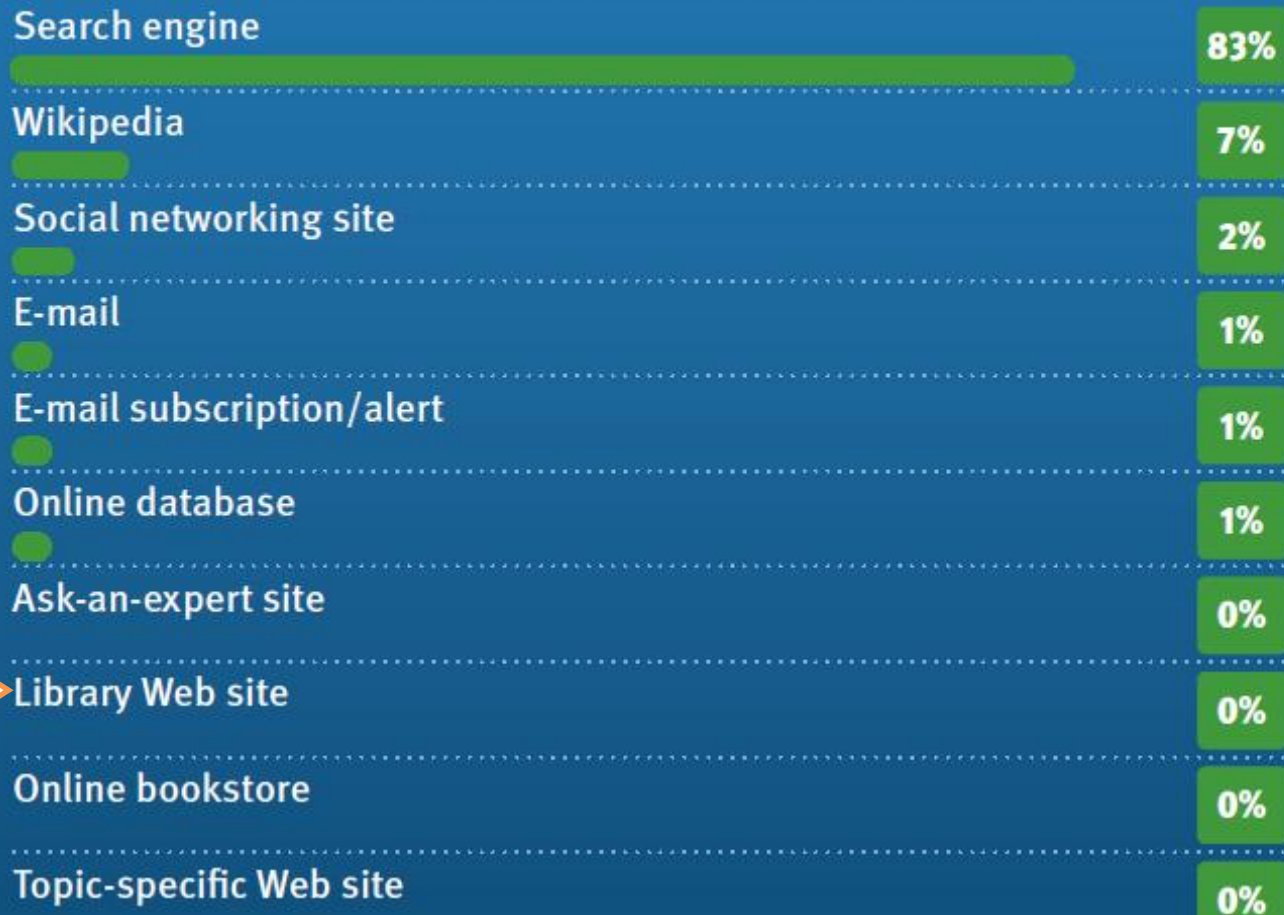 Search engine
83%
Wikipedia
7%
Social networking site
2%
E-mail
1%
E-mail subscription/alert
1%
Online database
1%
Ask-an-expert site
0%
Library Web site
0%
Online bookstore
0%
Topic-specific Web site
0%